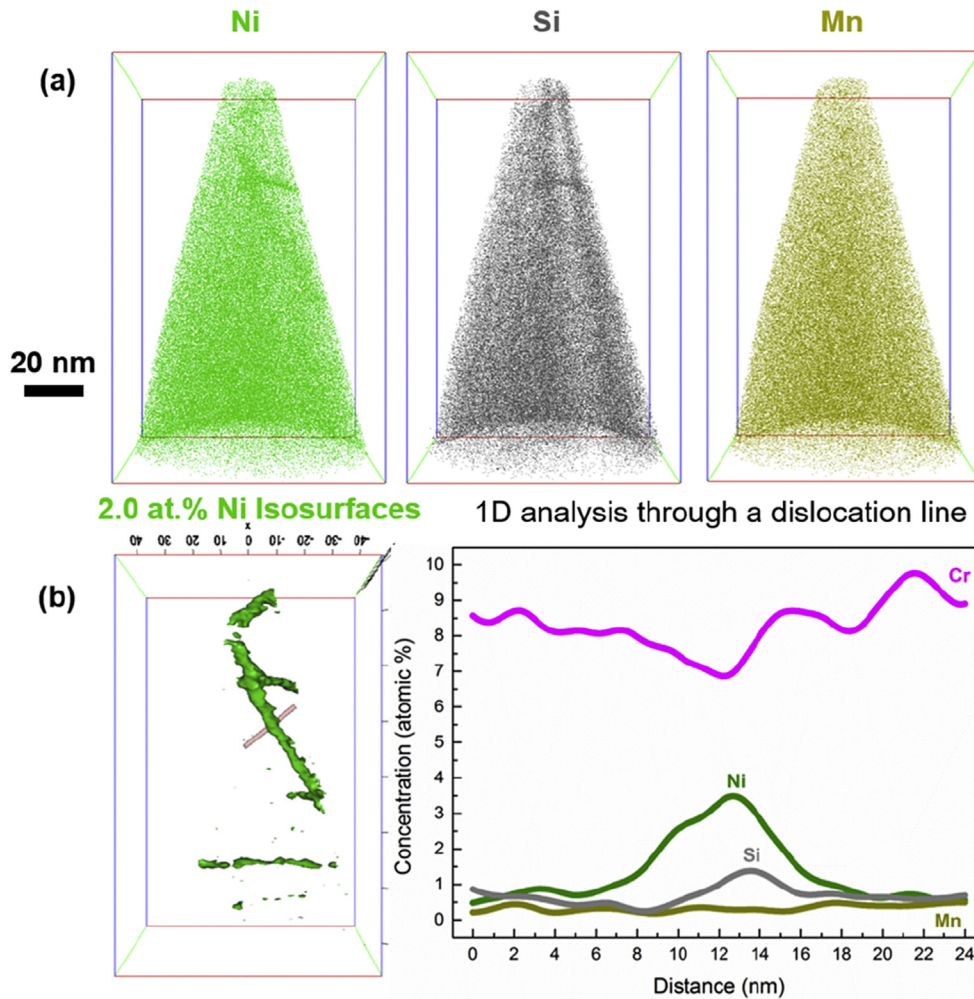 Ni Si Mn
(a)
20 nm
2.0 at.% Ni Isosurfaces
1D analysis through a dislocation line
(b)
40 30 20 10 0 -10 -20 -30 -40
x
Concentration (atomic %)
10
9
8
7
6
5
4
3
2
1
0
Cr
Ni
Si
Mn
0 2 4 6 8 10 12 14 16 18 20 22 24
Distance (nm)